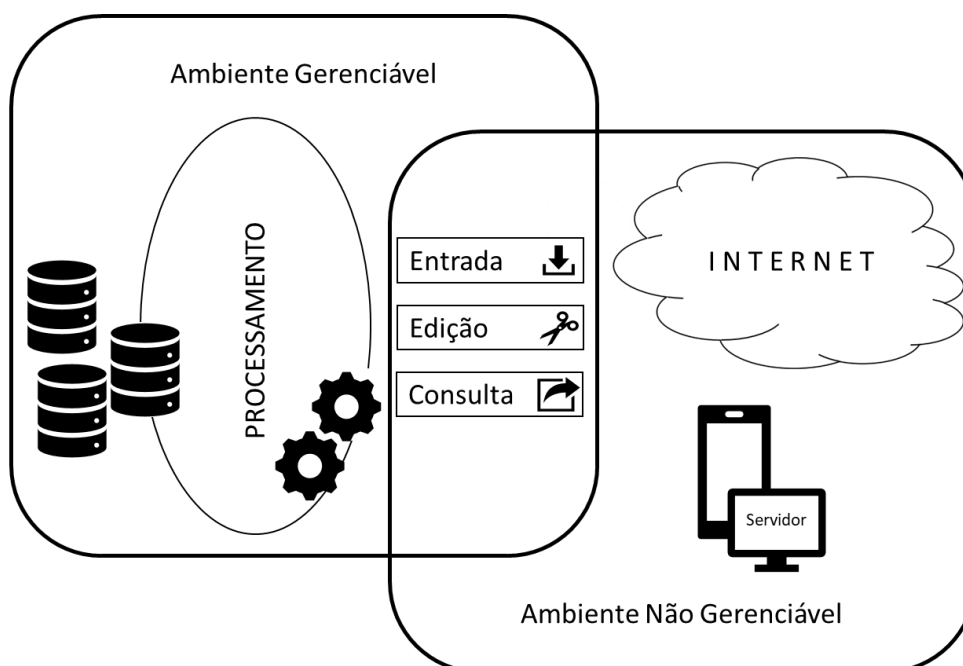 Ambiente Gerenciável
PROCESSAMENTO
Entrada
Edição
Consulta
INTERNET
Servidor
Ambiente Não Gerenciável